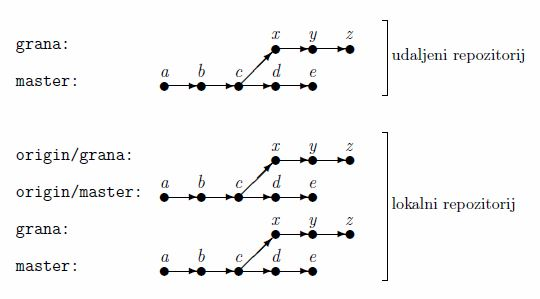 x y z
grana:
udaljeni repozitorij
a b c d e
master:
x y z
origin/grana:
a b c d e
origin/master:
lokalni repozitorij
x y z
grana:
a b c d e
master: